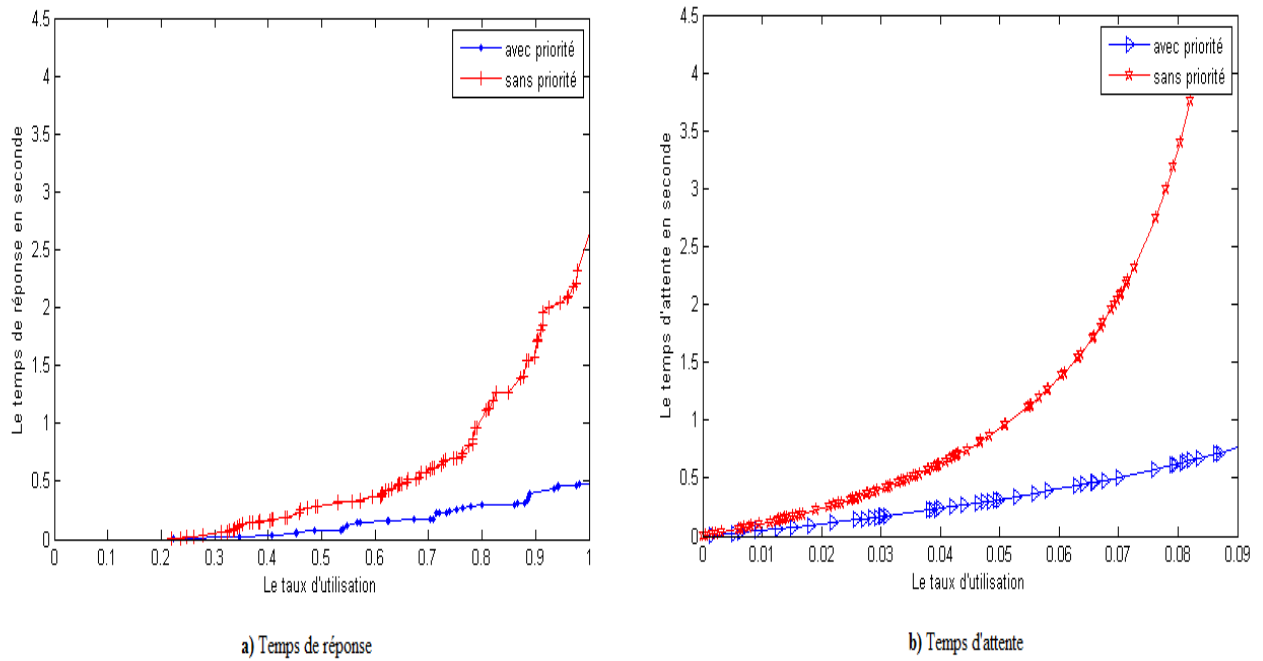 4.5
4
3.5
3
2.5
2
1.5
1
0.5
0
Le temps de réponse en seconde
avec priorité
sans priorité
0 0.1 0.2 0.3 0.4 0.5 0.6 0.7 0.8 0.9 1
Le taux d'utilisation
a) Temps de réponse
4.5
4
3.5
3
2.5
2
1.5
1
0.5
0
Le temps d'attente en seconde
avec priorité
sans priorité
0 0.01 0.02 0.03 0.04 0.05 0.06 0.07 0.08 0.09
Le taux d'utilisation
b) Temps d'attente